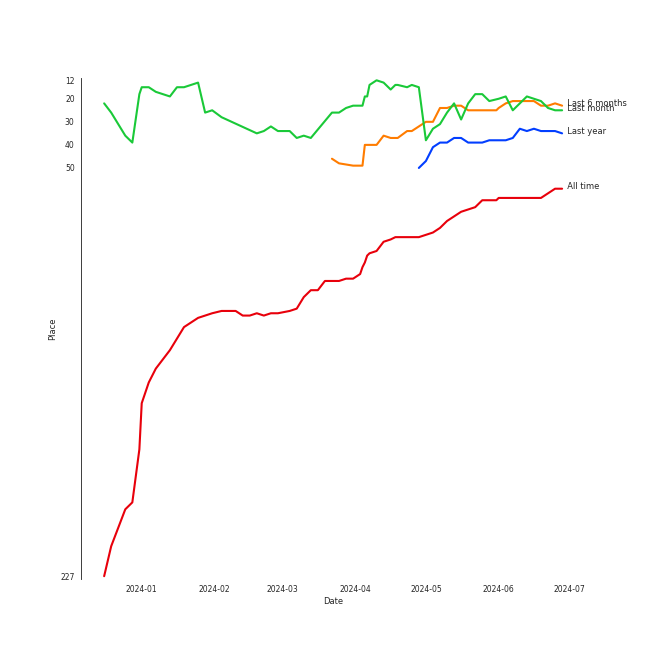 12
20
30
40
50
227
Place
Last 6 months
Last month
Last year
All time
2024-01
2024-02
2024-03
2024-04
2024-05
2024-06
2024-07
Date